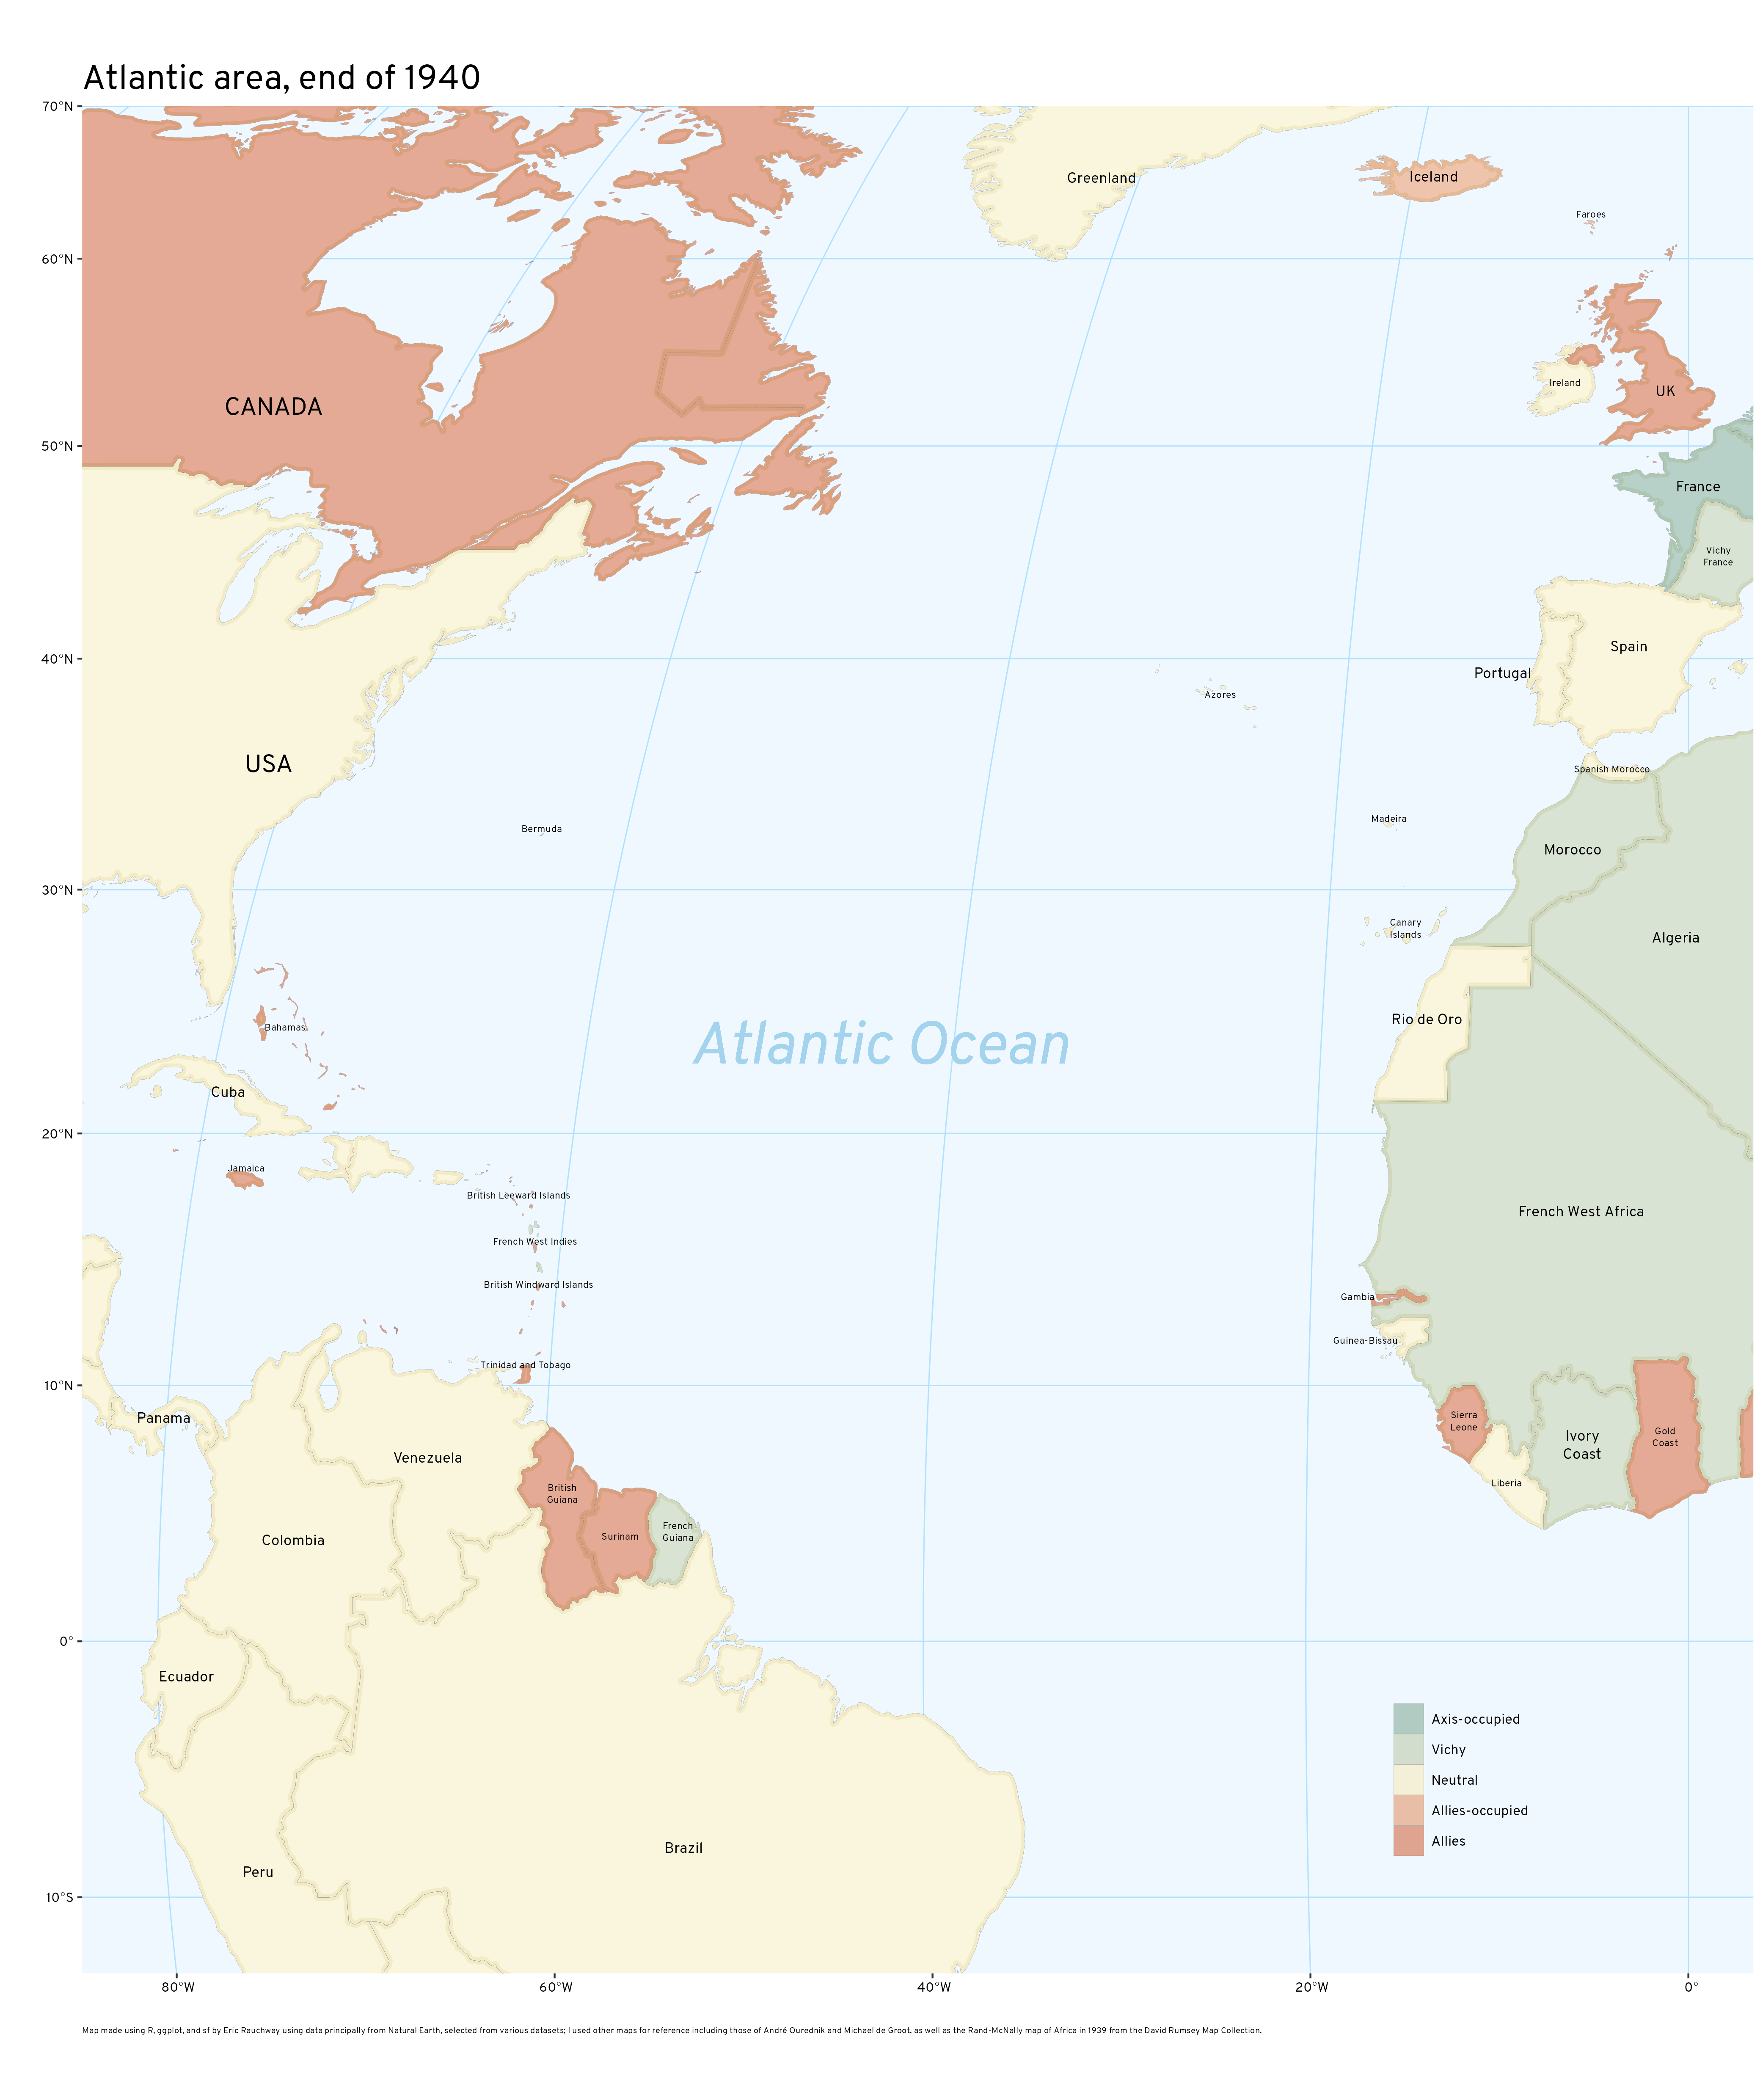 Atlantic area, end of 1940
70°N
60°N
50°N
40°N
30°N
20°N
10°N
0°
10°S
Greenland
Iceland
Faroes
CANADA
Ireland
UK
France
Vichy
France
Spain
Portugal
Azores
USA
Spanish Morocco
Bermuda
Madeira
Morocco
Canary
Islands
Algeria
Rio de Oro
Bahamas
Atlantic Ocean
Cuba
Jamaica
British Leeward Islands
French West Africa
French West Indies
British Windward Islands
Gambia
Guinea-Bissau
Trinidad and Tobago
Panama
Sierra
Leone
Ivory
Coast
Gold
Coast
Venezuela
Liberia
British
Guiana
Surinam
French
Guiana
Colombia
Ecuador
Brazil
Peru
Axis-occupied
Vichy
Neutral
Allies-occupied
Allies
80°W
60°W
40°W
20°W
0°
Map made using R, ggplot, and sf by Eric Rauchway using data principally from Natural Earth, selected from various datasets; I used other maps for reference including those of André Ourednik and Michael de Groot, as well as the Rand-McNally map of Africa in 1939 from the David Rumsey Map Collection.